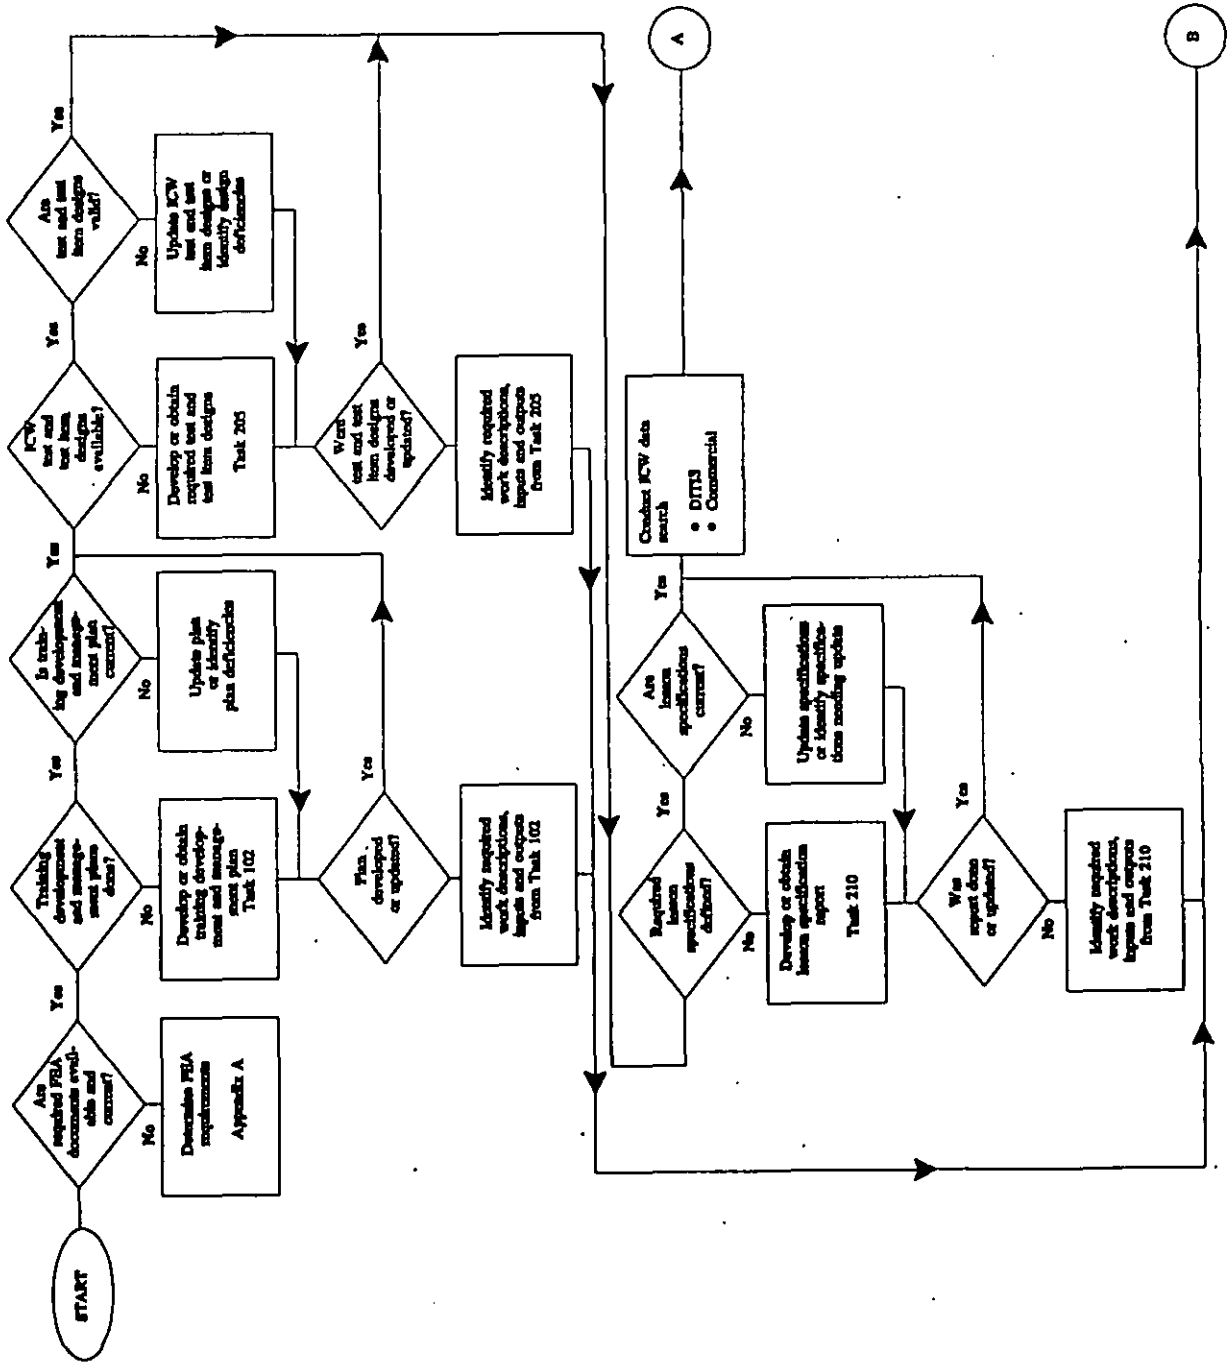 START
Are
required FEA
documents avail-
able and
current?
Yes
No
Determine FEA
requirements
Appendix A
Training
development
and manage-
ment plans
done?
Yes
No
Develop or obtain
training develop-
ment and manage-
ment plan
Task 102
Is train-
ing development
and manage-
ment plan
current?
Yes
No
Update plan
or identify
plan deficiencies
Plan
developed
or updated?
Yes
Identify required
work descriptions,
inputs and outputs
from Task 102
ICW
test and
test item
designs
available?
Yes
No
Develop or obtain
required test and
test item designs
Task 205
Are
test and test
item designs
valid?
Yes
No
Update ICW
test and test
item designs or
identify design
deficiencies
Were
test and test
item designs
developed or
updated?
Yes
Identify required
work descriptions,
inputs and outputs
from Task 205
Required
lesson
specifications
defined?
Yes
No
Develop or obtain
lesson specification
report
Task 210
Are
lesson
specifications
current?
Yes
No
Update specifications
or identify specifica-
tions needing update
Was
report done
or updated?
Yes
No
Identify required
work descriptions,
inputs and outputs
from Task 210
Conduct ICW data
search
● DITIS
● Commercial
A
B